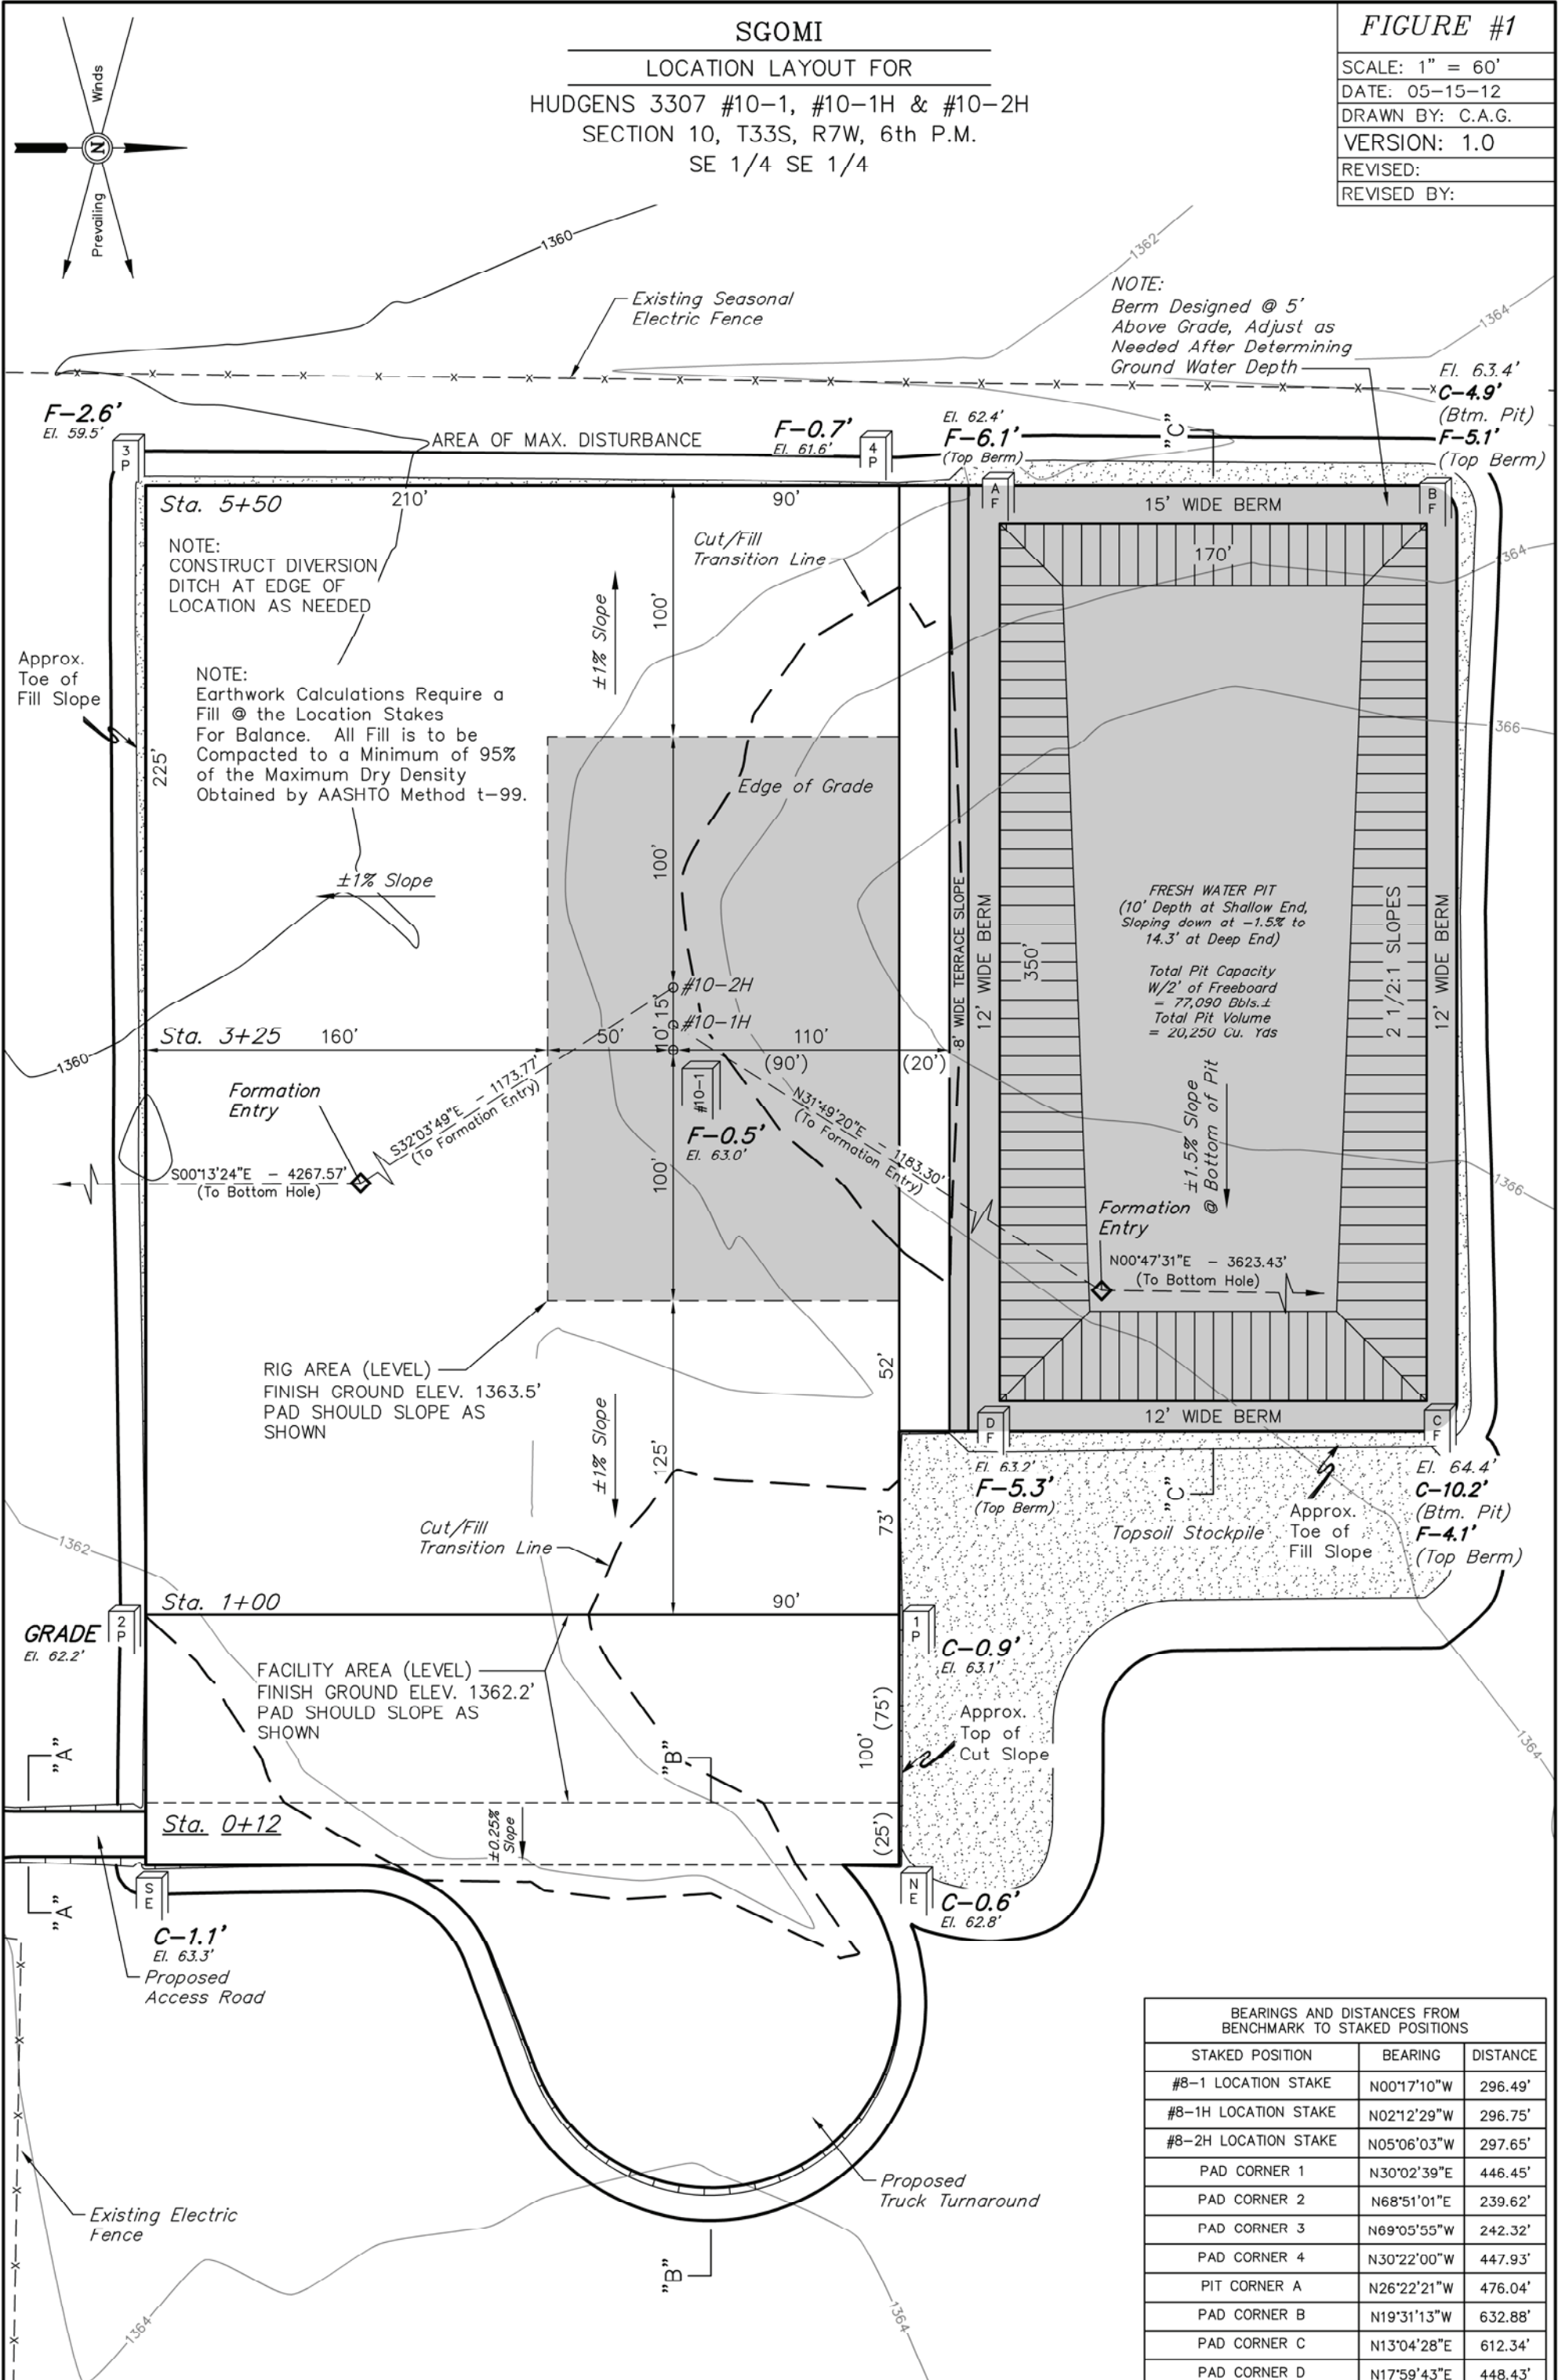 SGOMI
LOCATION LAYOUT FOR
HUDGENS 3307 #10-1, #10-1H & #10-2H
SECTION 10, T33S, R7W, 6th P.M.
SE 1/4 SE 1/4
FIGURE #1
SCALE: 1" = 60'
DATE: 05-15-12
DRAWN BY: C.A.G.
VERSION: 1.0
REVISED:
REVISED BY:
Winds
N
Prevailing
1360
1362
1364
Existing Seasonal
Electric Fence
NOTE:
Berm Designed @ 5'
Above Grade, Adjust as
Needed After Determining
Ground Water Depth
El. 63.4'
C-4.9'
(Btm. Pit)
F-5.1'
(Top Berm)
F-2.6'
El. 59.5'
3
P
AREA OF MAX. DISTURBANCE
F-0.7'
El. 61.6'
4
P
El. 62.4'
F-6.1'
(Top Berm)
"C"
A
F
B
F
Sta. 5+50
210'
90'
15' WIDE BERM
170'
NOTE:
CONSTRUCT DIVERSION
DITCH AT EDGE OF
LOCATION AS NEEDED
Cut/Fill
Transition Line
±1% Slope
100'
1364
Approx.
Toe of
Fill Slope
NOTE:
Earthwork Calculations Require a
Fill @ the Location Stakes
For Balance. All Fill is to be
Compacted to a Minimum of 95%
of the Maximum Dry Density
Obtained by AASHTO Method t-99.
225'
366
Edge of Grade
100'
±1% Slope
8' WIDE TERRACE SLOPE
12' WIDE BERM
350'
FRESH WATER PIT
(10' Depth at Shallow End,
Sloping down at -1.5% to
14.3' at Deep End)
Total Pit Capacity
W/2' of Freeboard
= 77,090 Bbls.±
Total Pit Volume
= 20,250 Cu. Yds
2 1/2:1 SLOPES
12' WIDE BERM
#10-2H
15'
#10-1H
10'
Sta. 3+25
160'
50'
110'
(90')
(20')
1360
#10-1
F-0.5'
El. 63.0'
Formation
Entry
S32°03'49"E - 1173.77'
(To Formation Entry)
N31°49'20"E - 1183.30'
(To Formation Entry)
S00°13'24"E - 4267.57'
(To Bottom Hole)
100'
±1.5% Slope
@ Bottom of Pit
1366
Formation
Entry
N00°47'31"E - 3623.43'
(To Bottom Hole)
RIG AREA (LEVEL)
FINISH GROUND ELEV. 1363.5'
PAD SHOULD SLOPE AS
SHOWN
52'
12' WIDE BERM
±1% Slope
125'
D
F
C
F
El. 63.2'
F-5.3'
(Top Berm)
"C"
El. 64.4'
C-10.2'
(Btm. Pit)
F-4.1'
(Top Berm)
Approx.
Toe of
Fill Slope
Topsoil Stockpile
73'
Cut/Fill
Transition Line
1362
Sta. 1+00
90'
2
P
GRADE
El. 62.2'
1
P
C-0.9'
El. 63.1'
FACILITY AREA (LEVEL)
FINISH GROUND ELEV. 1362.2'
PAD SHOULD SLOPE AS
SHOWN
(75')
100'
Approx.
Top of
Cut Slope
1364
"A"
"B"
Sta. 0+12
±0.25%
Slope
(25')
S
E
N
E
"A"
C-0.6'
El. 62.8'
C-1.1'
El. 63.3'
Proposed
Access Road
Proposed
Truck Turnaround
Existing Electric
Fence
"B"
1364
1364
BEARINGS AND DISTANCES FROM
BENCHMARK TO STAKED POSITIONS
STAKED POSITION BEARING DISTANCE
#8-1 LOCATION STAKE N00°17'10"W 296.49'
#8-1H LOCATION STAKE N02°12'29"W 296.75'
#8-2H LOCATION STAKE N05°06'03"W 297.65'
PAD CORNER 1 N30°02'39"E 446.45'
PAD CORNER 2 N68°51'01"E 239.62'
PAD CORNER 3 N69°05'55"W 242.32'
PAD CORNER 4 N30°22'00"W 447.93'
PIT CORNER A N26°22'21"W 476.04'
PAD CORNER B N19°31'13"W 632.88'
PAD CORNER C N13°04'28"E 612.34'
PAD CORNER D N17°59'43"E 448.43'